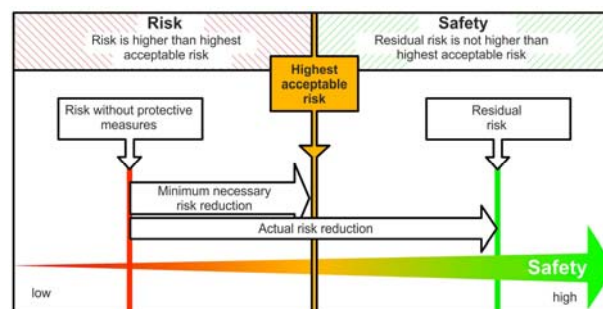 Risk
Risk is higher than highest
acceptable risk
Safety
Residual risk is not higher than
highest acceptable risk
Highest
acceptable
risk
Risk without protective
measures
Residual
risk
Minimum necessary
risk reduction
Actual risk reduction
Safety
low
high